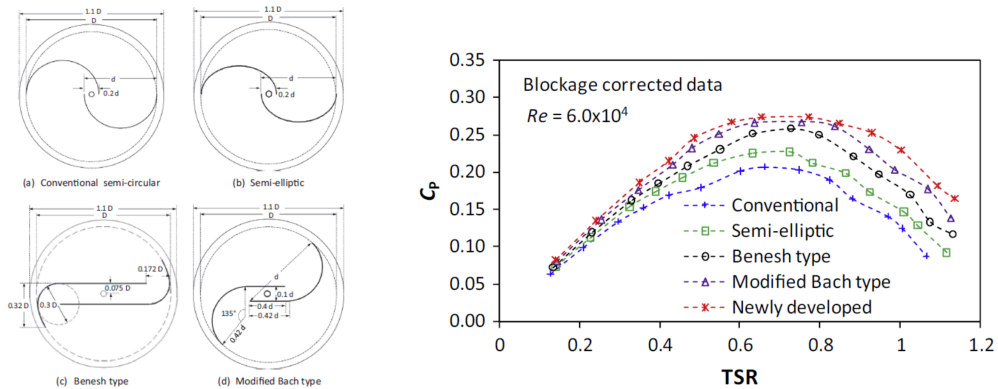 1.1 D
D
d
0.2 d
(a) Conventional semi-circular
1.1 D
D
d
0.2 d
(b) Semi-elliptic
1.1 D
D
0.172 D
0.075 D
0.32 D
0.3 D
(c) Benesh type
1.1 D
D
d
0.1 d
0.4 d
0.42 d
135°
0.42 d
(d) Modified Bach type
Blockage corrected data
Re = 6.0x10⁴
0.35
0.30
0.25
0.20
0.15
0.10
0.05
0.00
CP
Conventional
Semi-elliptic
Benesh type
Modified Bach type
Newly developed
0 0.2 0.4 0.6 0.8 1 1.2
TSR